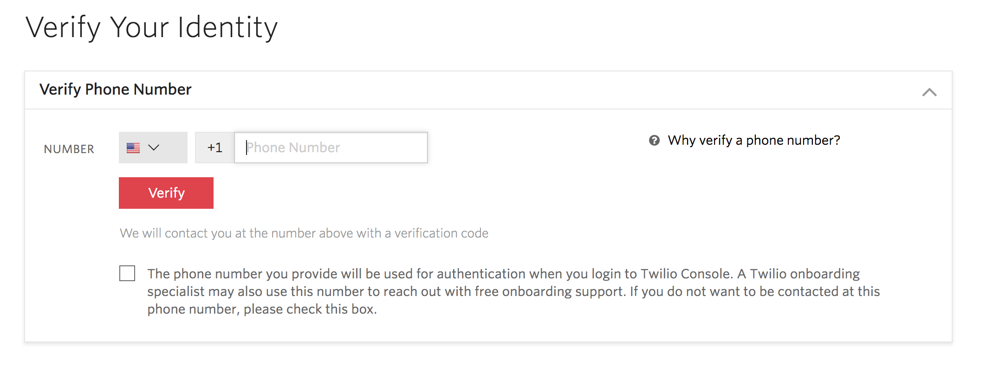 Verify Your Identity
Verify Phone Number
NUMBER
+1
Phone Number
Why verify a phone number?
Verify
We will contact you at the number above with a verification code
The phone number you provide will be used for authentication when you login to Twilio Console. A Twilio onboarding
specialist may also use this number to reach out with free onboarding support. If you do not want to be contacted at this
phone number, please check this box.